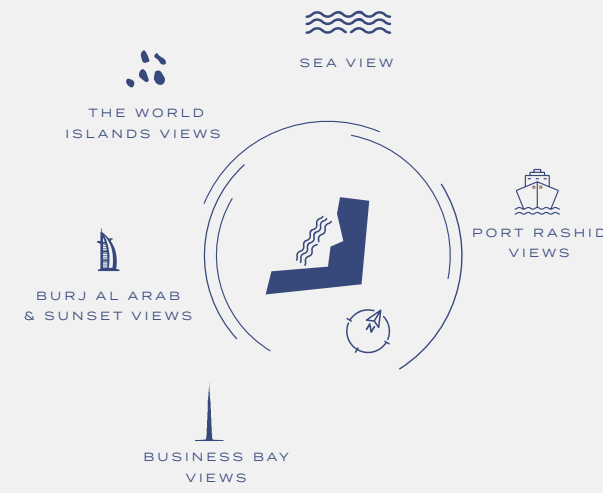 SEA VIEW
THE WORLD
ISLANDS VIEWS
PORT RASHID
VIEWS
BURJ AL ARAB
& SUNSET VIEWS
BUSINESS BAY
VIEWS